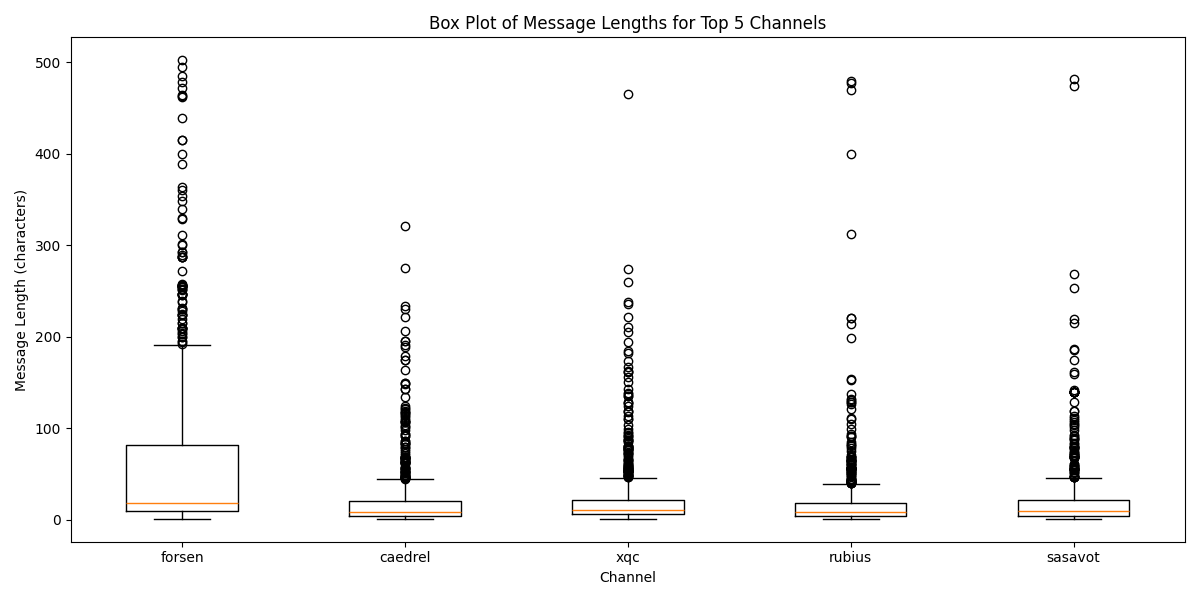 Box Plot of Message Lengths for Top 5 Channels
Message Length (characters)
500
400
300
200
100
0
forsen caedrel xqc rubius sasavot
Channel